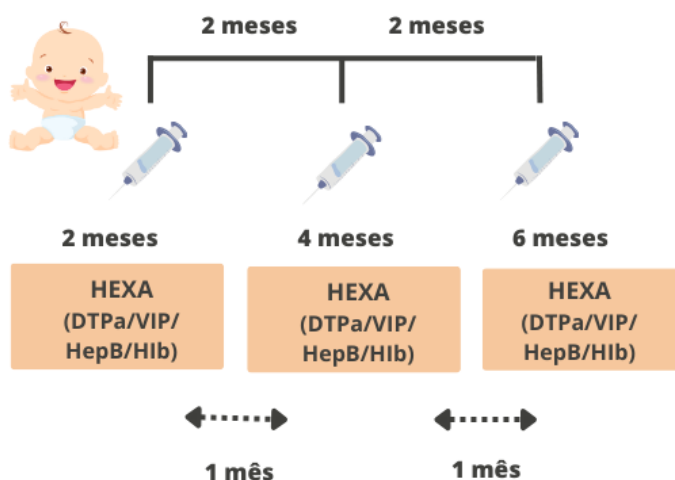 2 meses
2 meses
2 meses
4 meses
6 meses
HEXA
(DTPa/VIP/
HepB/HIb)
HEXA
(DTPa/VIP/
HepB/HIb)
HEXA
(DTPa/VIP/
HepB/HIb)
1 mês
1 mês